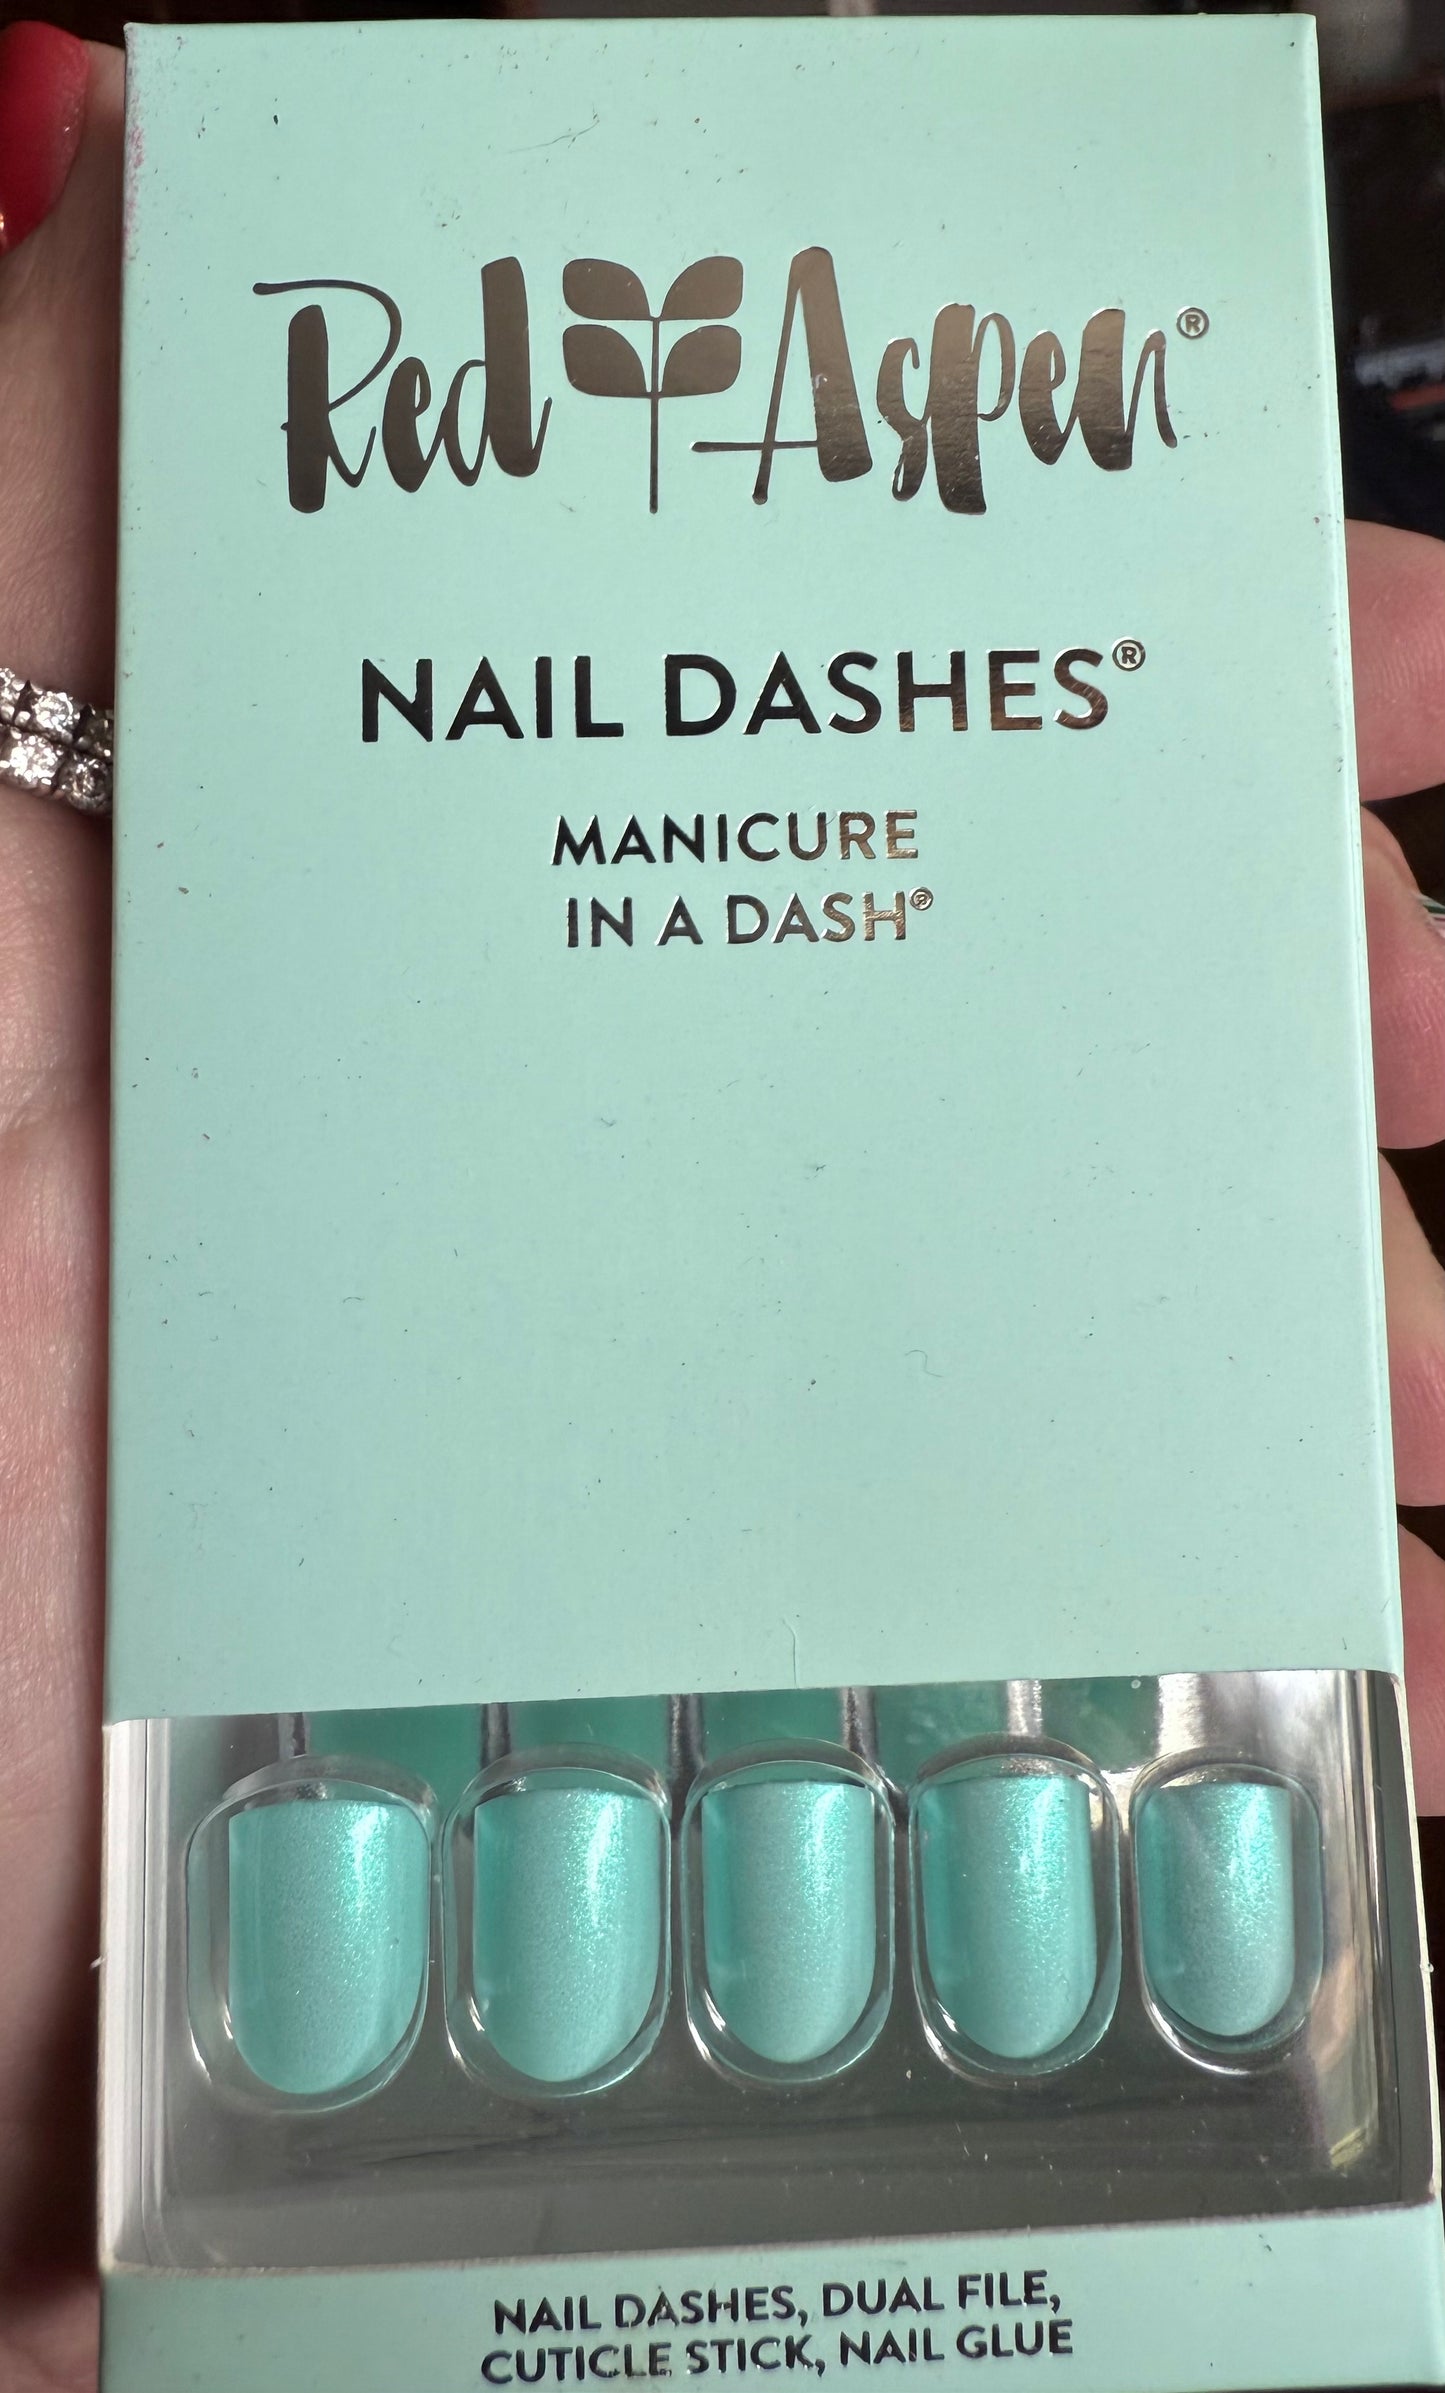 Red Aspen®
NAIL DASHES®
MANICURE
IN A DASH®
NAIL DASHES, DUAL FILE,
CUTICLE STICK, NAIL GLUE